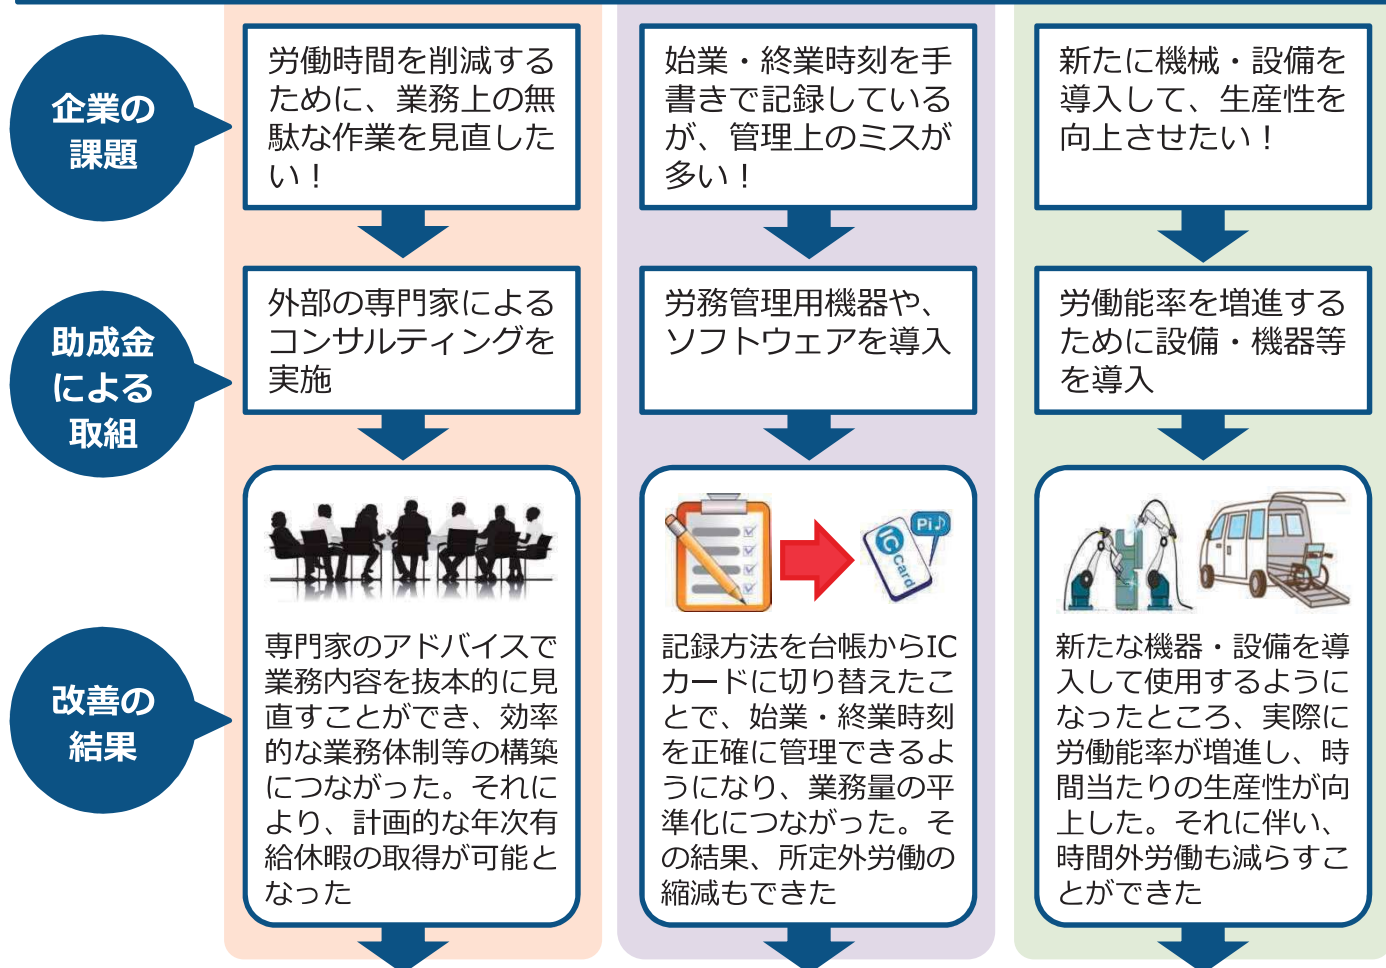 企業の
課題
労働時間を削減する
ために、業務上の無
駄な作業を見直した
い！
始業・終業時刻を手
書きで記録している
が、管理上のミスが
多い！
新たに機械・設備を
導入して、生産性を
向上させたい！
助成金
による
取組
外部の専門家による
コンサルティングを
実施
労務管理用機器や、
ソフトウェアを導入
労働能率を増進する
ために設備・機器等
を導入
改善の
結果
専門家のアドバイスで
業務内容を抜本的に見
直すことができ、効率
的な業務体制等の構築
につながった。それに
より、計画的な年次有
給休暇の取得が可能と
なった
Pi♪
IC
Card
記録方法を台帳からIC
カードに切り替えたこ
とで、始業・終業時刻
を正確に管理できるよ
うになり、業務量の平
準化につながった。そ
の結果、所定外労働の
縮減もできた
新たな機器・設備を導
入して使用するように
なったところ、実際に
労働能率が増進し、時
間当たりの生産性が向
上した。それに伴い、
時間外労働も減らすこ
とができた